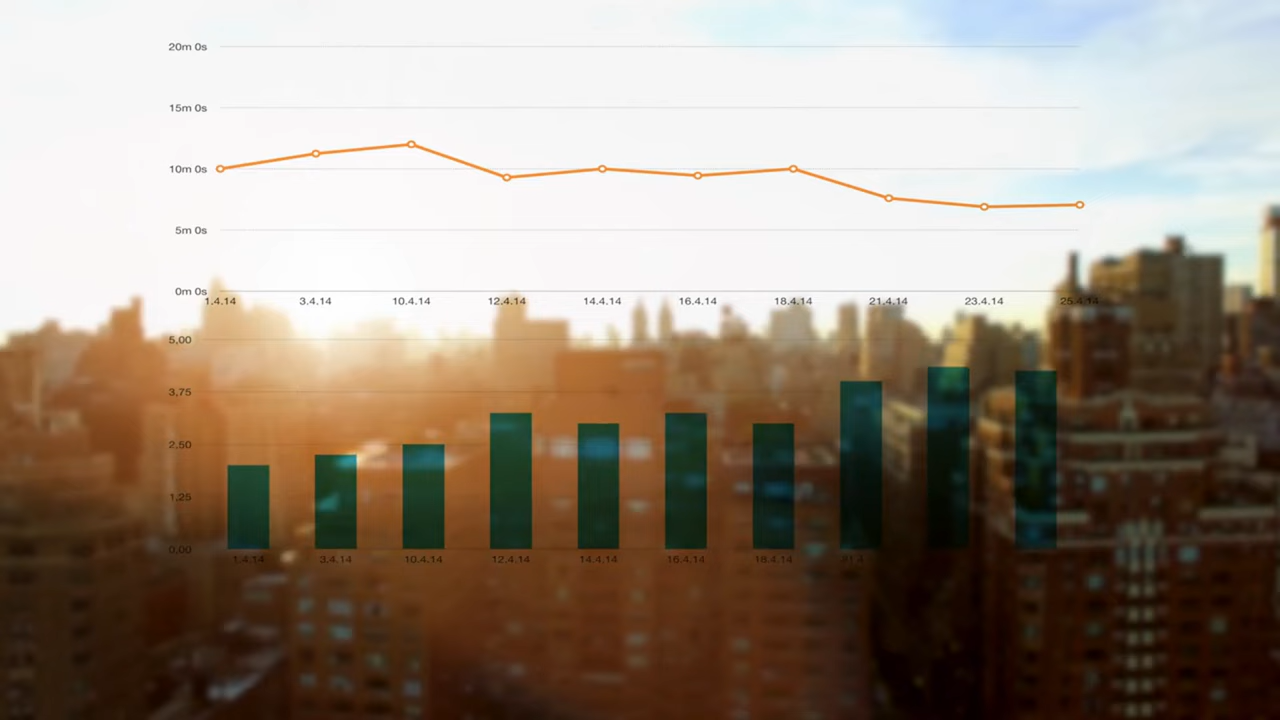 20m 0s
15m 0s
10m 0s
5m 0s
0m 0s
1.4.14 3.4.14 10.4.14 12.4.14 14.4.14 16.4.14 18.4.14 21.4.14 23.4.14 25.4.14
5,00
3,75
2,50
1,25
0,00
1.4.14 3.4.14 10.4.14 12.4.14 14.4.14 16.4.14 18.4.14 21.4